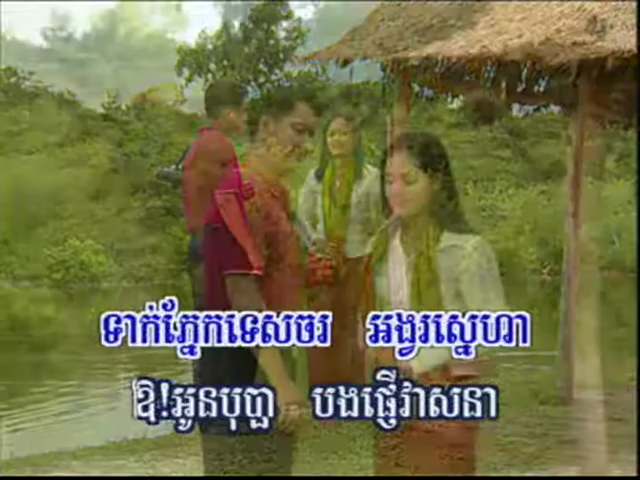 ទាក់ភ្នែកទេសចរ អង្វរស្នេហា
ឱ!អូនបុប្ផា បងផ្ញើវាសនា